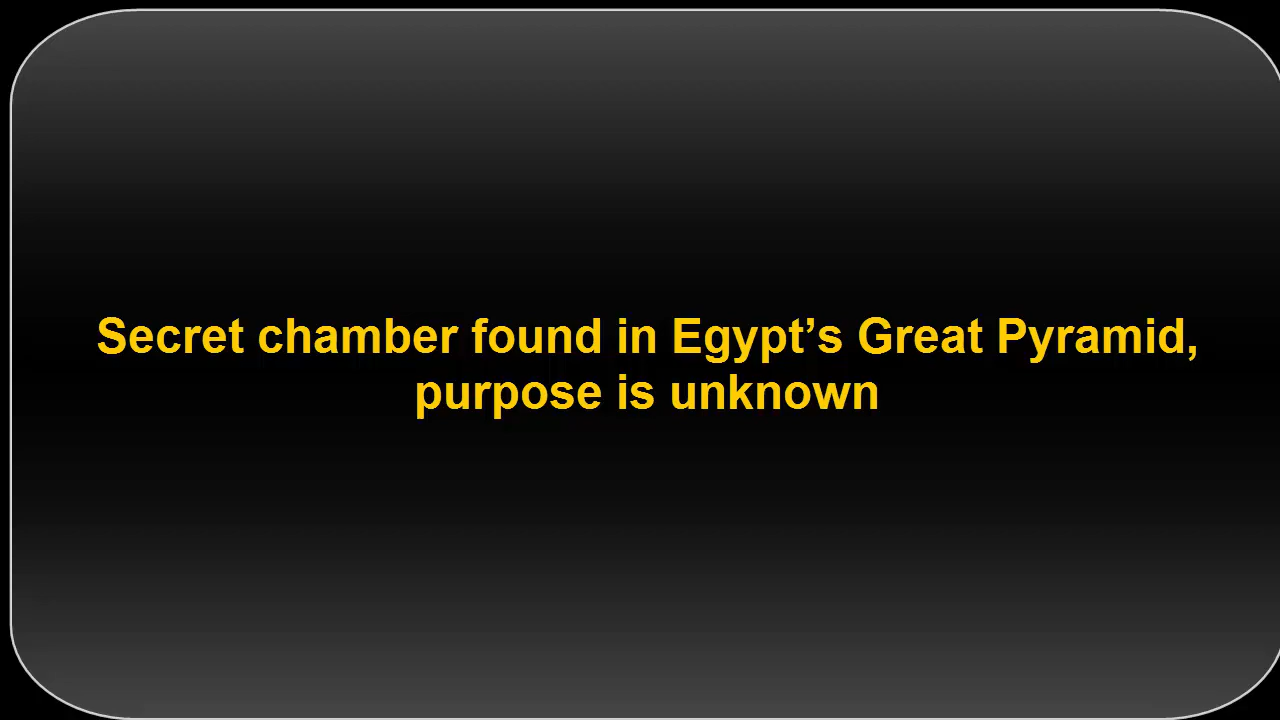 Secret chamber found in Egypt’s Great Pyramid,
purpose is unknown